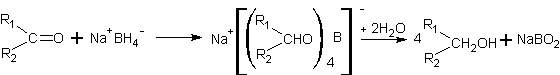 R₁ C=O + Na⁺BH₄⁻ → Na⁺[(R₁ CHO)₄ B]⁻ + 2H₂O → 4 R₁ CH₂OH + NaBO₂
R₂ R₂ R₂